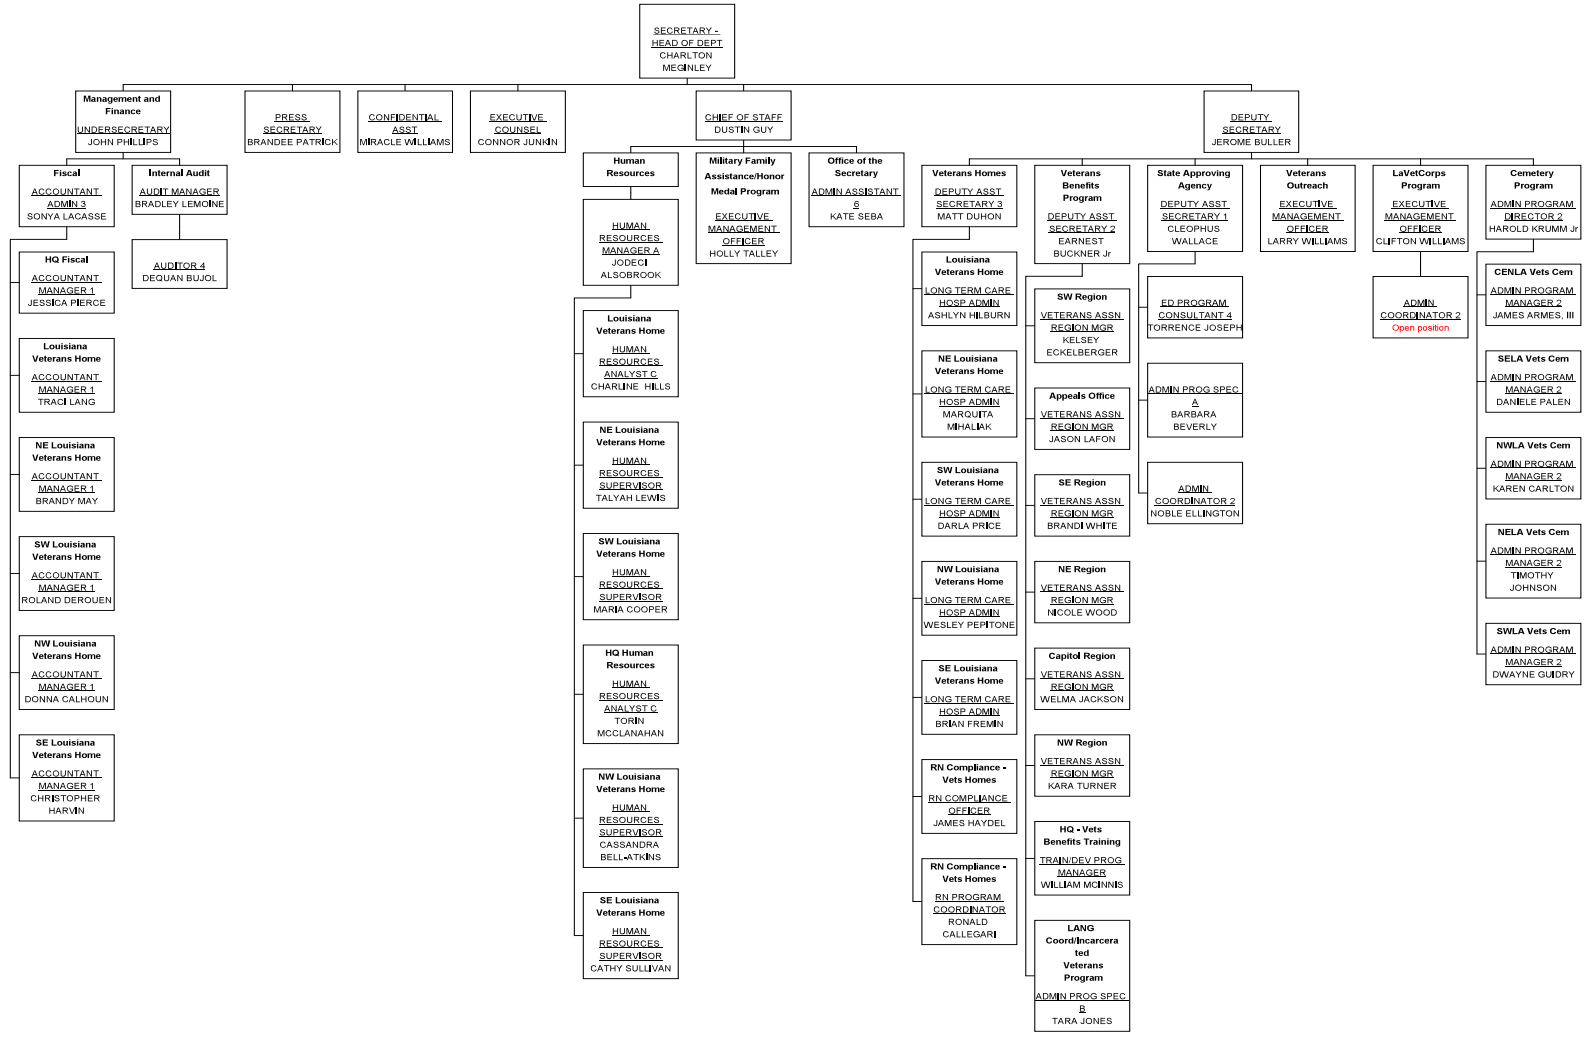 SECRETARY -
HEAD OF DEPT
CHARLTON
MEGINLEY
Management and
Finance
UNDERSECRETARY
JOHN PHILLIPS
PRESS
SECRETARY
BRANDEE PATRICK
CONFIDENTIAL
ASST
MIRACLE WILLIAMS
EXECUTIVE
COUNSEL
CONNOR JUNKIN
CHIEF OF STAFF
DUSTIN GUY
DEPUTY
SECRETARY
JEROME BULLER
Fiscal
ACCOUNTANT
ADMIN 3
SONYA LACASSE
Internal Audit
AUDIT MANAGER
BRADLEY LEMOINE
AUDITOR 4
DEQUAN BUJOL
HQ Fiscal
ACCOUNTANT
MANAGER 1
JESSICA PIERCE
Louisiana
Veterans Home
ACCOUNTANT
MANAGER 1
TRACI LANG
NE Louisiana
Veterans Home
ACCOUNTANT
MANAGER 1
BRANDY MAY
SW Louisiana
Veterans Home
ACCOUNTANT
MANAGER 1
ROLAND DEROUEN
NW Louisiana
Veterans Home
ACCOUNTANT
MANAGER 1
DONNA CALHOUN
SE Louisiana
Veterans Home
ACCOUNTANT
MANAGER 1
CHRISTOPHER
HARVIN
Human
Resources
HUMAN
RESOURCES
MANAGER A
JODECI
ALSOBROOK
Louisiana
Veterans Home
HUMAN
RESOURCES
ANALYST C
CHARLINE HILLS
NE Louisiana
Veterans Home
HUMAN
RESOURCES
SUPERVISOR
TALYAH LEWIS
SW Louisiana
Veterans Home
HUMAN
RESOURCES
SUPERVISOR
MARIA COOPER
HQ Human
Resources
HUMAN
RESOURCES
ANALYST C
TORIN
MCCLANAHAN
NW Louisiana
Veterans Home
HUMAN
RESOURCES
SUPERVISOR
CASSANDRA
BELL-ATKINS
SE Louisiana
Veterans Home
HUMAN
RESOURCES
SUPERVISOR
CATHY SULLIVAN
Military Family
Assistance/Honor
Medal Program
EXECUTIVE
MANAGEMENT
OFFICER
HOLLY TALLEY
Office of the
Secretary
ADMIN ASSISTANT
6
KATE SEBA
Veterans Homes
DEPUTY ASST
SECRETARY 3
MATT DUHON
Louisiana
Veterans Home
LONG TERM CARE
HOSP ADMIN
ASHLYN HILBURN
NE Louisiana
Veterans Home
LONG TERM CARE
HOSP ADMIN
MARQUITA
MIHALIAK
SW Louisiana
Veterans Home
LONG TERM CARE
HOSP ADMIN
DARLA PRICE
NW Louisiana
Veterans Home
LONG TERM CARE
HOSP ADMIN
WESLEY PEPITONE
SE Louisiana
Veterans Home
LONG TERM CARE
HOSP ADMIN
BRIAN FREMIN
RN Compliance -
Vets Homes
RN COMPLIANCE
OFFICER
JAMES HAYDEL
RN Compliance -
Vets Homes
RN PROGRAM
COORDINATOR
RONALD
CALLEGARI
Veterans
Benefits
Program
DEPUTY ASST
SECRETARY 2
EARNEST
BUCKNER Jr
SW Region
VETERANS ASSN
REGION MGR
KELSEY
ECKELBERGER
Appeals Office
VETERANS ASSN
REGION MGR
JASON LAFON
SE Region
VETERANS ASSN
REGION MGR
BRANDI WHITE
NE Region
VETERANS ASSN
REGION MGR
NICOLE WOOD
Capitol Region
VETERANS ASSN
REGION MGR
WELMA JACKSON
NW Region
VETERANS ASSN
REGION MGR
KARA TURNER
HQ - Vets
Benefits Training
TRAIN/DEV PROG
MANAGER
WILLIAM MCINNIS
LANG
Coord/Incarcera
ted
Veterans
Program
ADMIN PROG SPEC
B
TARA JONES
State Approving
Agency
DEPUTY ASST
SECRETARY 1
CLEOPHUS
WALLACE
ED PROGRAM
CONSULTANT 4
TORRENCE JOSEPH
ADMIN PROG SPEC
A
BARBARA
BEVERLY
ADMIN
COORDINATOR 2
NOBLE ELLINGTON
Veterans
Outreach
EXECUTIVE
MANAGEMENT
OFFICER
LARRY WILLIAMS
LaVetCorps
Program
EXECUTIVE
MANAGEMENT
OFFICER
CLIFTON WILLIAMS
ADMIN
COORDINATOR 2
Open position
Cemetery
Program
ADMIN PROGRAM
DIRECTOR 2
HAROLD KRUMM Jr
CENLA Vets Cem
ADMIN PROGRAM
MANAGER 2
JAMES ARMES, III
SELA Vets Cem
ADMIN PROGRAM
MANAGER 2
DANIELE PALEN
NWLA Vets Cem
ADMIN PROGRAM
MANAGER 2
KAREN CARLTON
NELA Vets Cem
ADMIN PROGRAM
MANAGER 2
TIMOTHY
JOHNSON
SWLA Vets Cem
ADMIN PROGRAM
MANAGER 2
DWAYNE GUIDRY